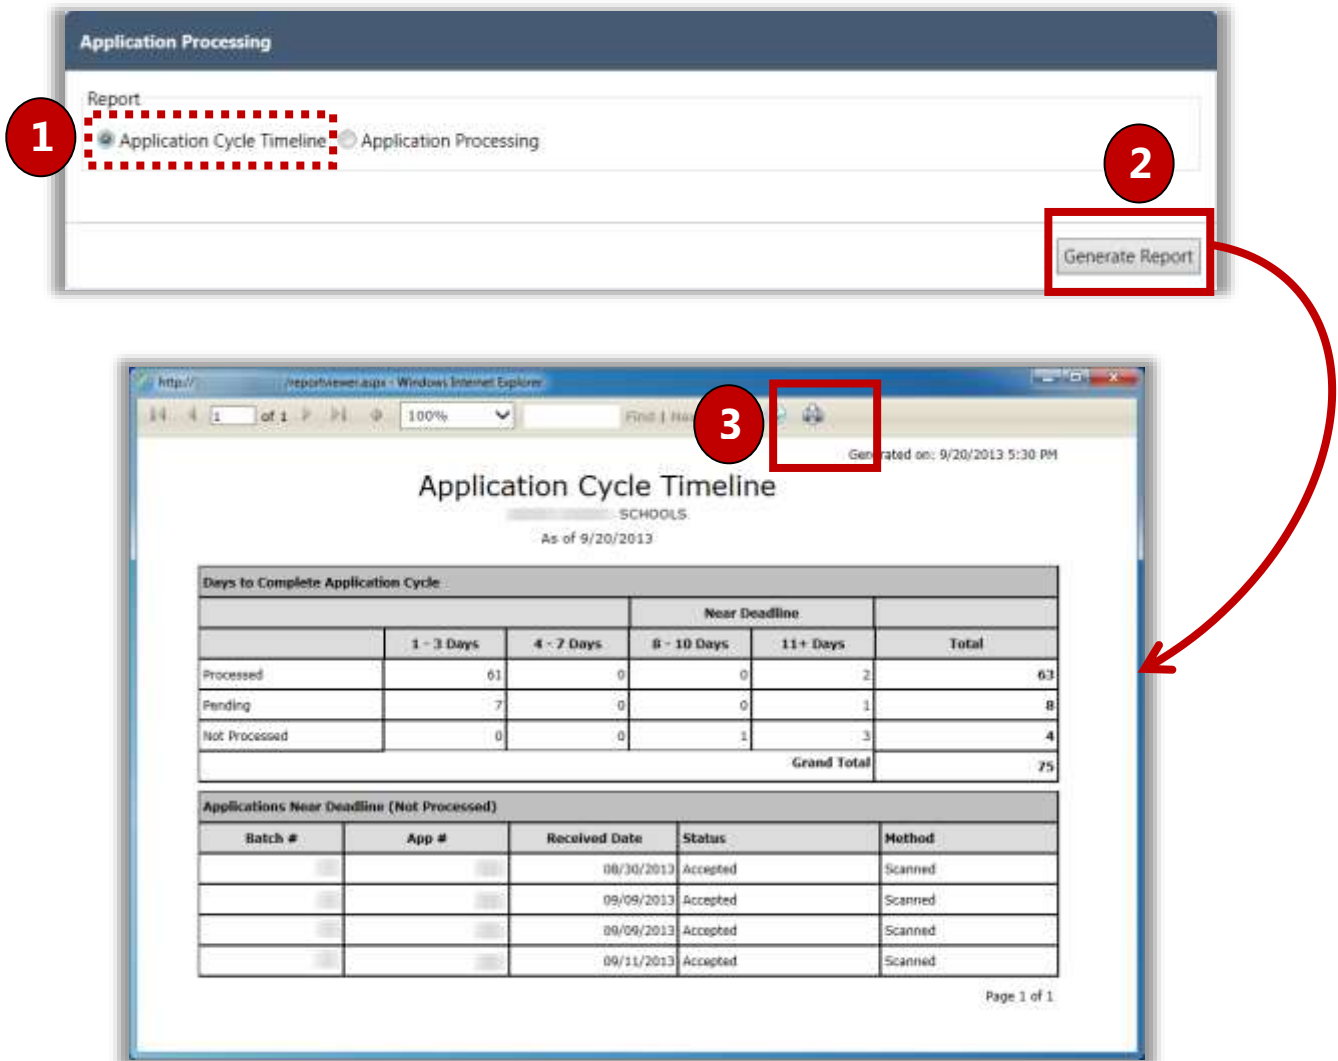 Application Processing
Report
1
Application Cycle Timeline Application Processing
2
Generate Report
http:// /reportviewer.aspx - Windows Internet Explorer
1 of 1 100% Find |
3
Generated on: 9/20/2013 5:30 PM
Application Cycle Timeline
SCHOOLS
As of 9/20/2013
Days to Complete Application Cycle
Near Deadline
1 - 3 Days 4 - 7 Days 8 - 10 Days 11+ Days Total
Processed 61 0 0 2 63
Pending 7 0 0 1 8
Not Processed 0 0 1 3 4
Grand Total 75
Applications Near Deadline (Not Processed)
Batch # App # Received Date Status Method
08/30/2013 Accepted Scanned
09/09/2013 Accepted Scanned
09/09/2013 Accepted Scanned
09/11/2013 Accepted Scanned
Page 1 of 1